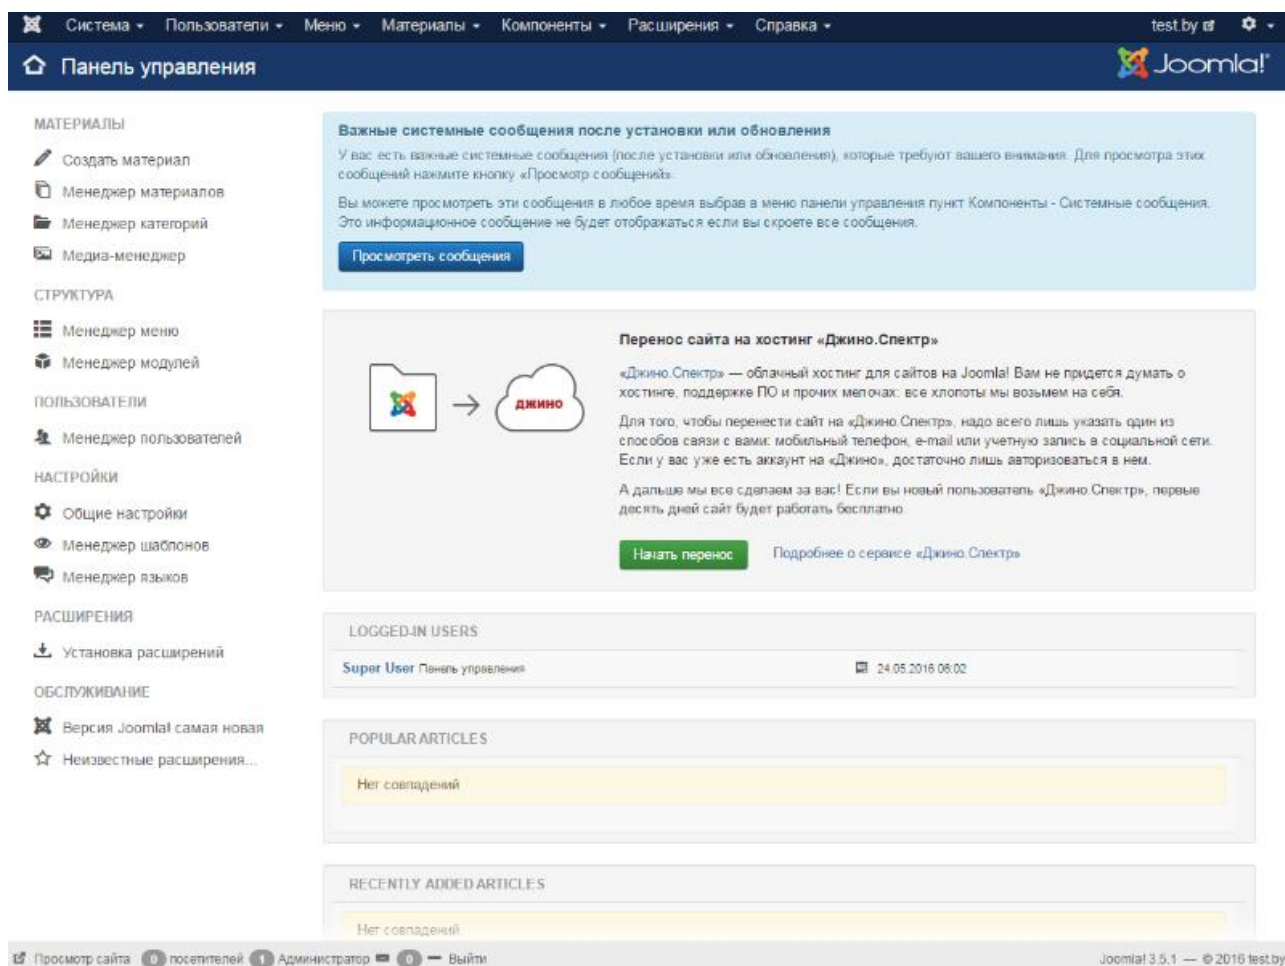 Система Пользователи Меню Материалы Компоненты Расширения Справка test.by
Панель управления Joomla!
МАТЕРИАЛЫ
Создать материал
Менеджер материалов
Менеджер категорий
Медиа-менеджер
СТРУКТУРА
Менеджер меню
Менеджер модулей
ПОЛЬЗОВАТЕЛИ
Менеджер пользователей
НАСТРОЙКИ
Общие настройки
Менеджер шаблонов
Менеджер языков
РАСШИРЕНИЯ
Установка расширений
ОБСЛУЖИВАНИЕ
Версия Joomla! самая новая
Неизвестные расширения...
Важные системные сообщения после установки или обновления
У вас есть важные системные сообщения (после установки или обновления), которые требуют вашего внимания. Для просмотра этих
сообщений нажмите кнопку «Просмотр сообщений».
Вы можете просмотреть эти сообщения в любое время выбрав в меню панели управления пункт Компоненты - Системные сообщения.
Это информационное сообщение не будет отображаться если вы скроете все сообщения.
Просмотреть сообщения
джино
Перенос сайта на хостинг «Джино.Спектр»
«Джино.Спектр» — облачный хостинг для сайтов на Joomla! Вам не придется думать о
хостинге, поддержке ПО и прочих мелочах: все хлопоты мы возьмем на себя.
Для того, чтобы перенести сайт на «Джино.Спектр», надо всего лишь указать один из
способов связи с вами: мобильный телефон, e-mail или учетную запись в социальной сети.
Если у вас уже есть аккаунт на «Джино», достаточно лишь авторизоваться в нем.
А дальше мы все сделаем за вас! Если вы новый пользователь «Джино.Спектр», первые
десять дней сайт будет работать бесплатно.
Начать перенос Подробнее о сервисе «Джино.Спектр»
LOGGED-IN USERS
Super User Панель управления 24.05.2016 06:02
POPULAR ARTICLES
Нет совпадений
RECENTLY ADDED ARTICLES
Нет совпадений
Просмотр сайта 0 посетителей 1 Администратор 0 Выйти Joomla! 3.5.1 — © 2016 test.by